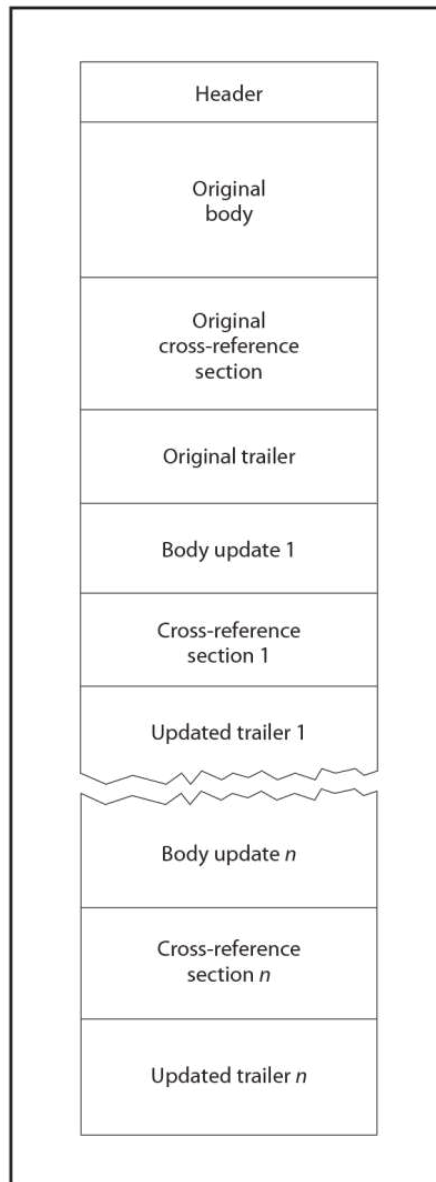 Header
Original
body
Original
cross-reference
section
Original trailer
Body update 1
Cross-reference
section 1
Updated trailer 1
Body update n
Cross-reference
section n
Updated trailer n